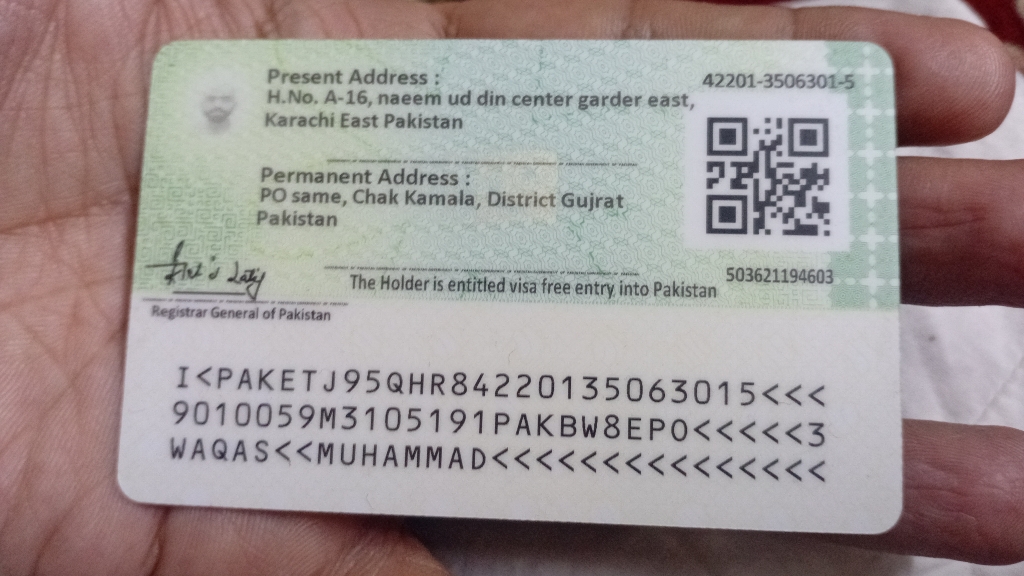 Present Address :
42201-3506301-5
H.No. A-16, naeem ud din center garder east,
Karachi East Pakistan
Permanent Address :
PO same, Chak Kamala, District Gujrat
Pakistan
503621194603
The Holder is entitled visa free entry into Pakistan
Registrar General of Pakistan
I<PAKETJ95QHR84220135063015<<<
9010059M3105191PAKBW8EPO<<<<<3
WAQAS<<MUHAMMAD<<<<<<<<<<<<<<<